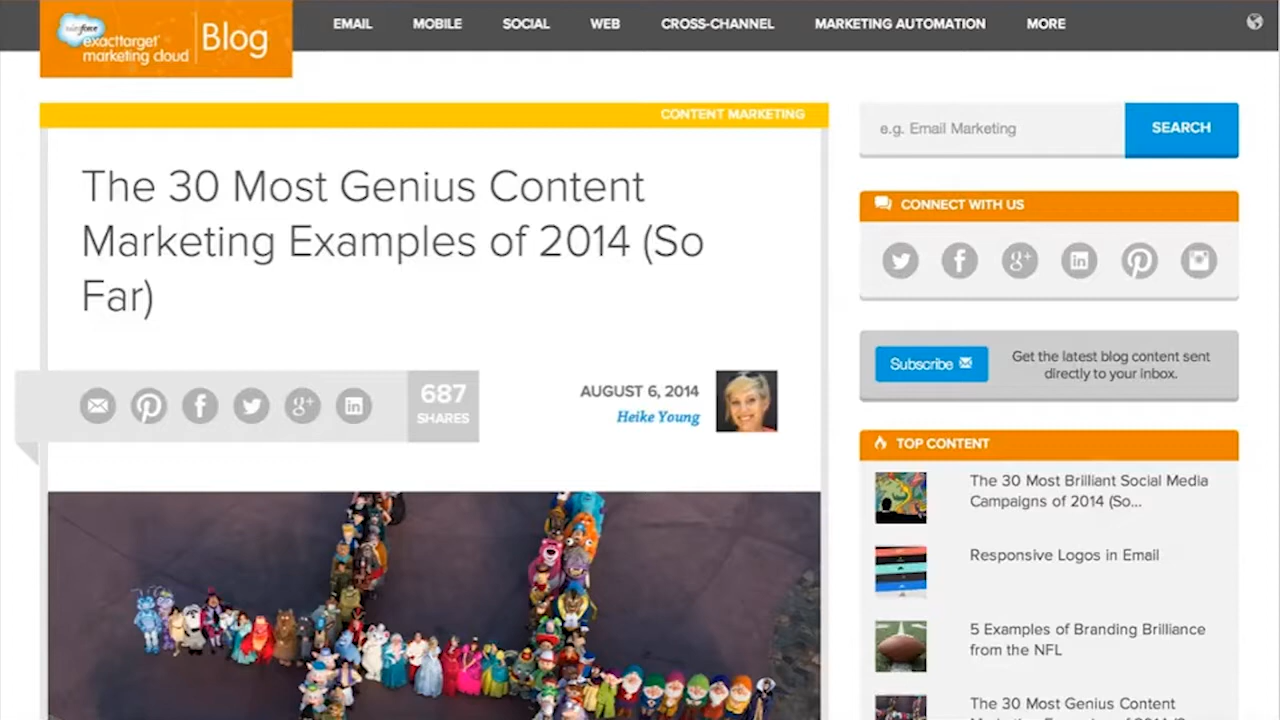 salesforce
exacttarget
marketing cloud
Blog
EMAIL
MOBILE
SOCIAL
WEB
CROSS-CHANNEL
MARKETING AUTOMATION
MORE
CONTENT MARKETING
The 30 Most Genius Content
Marketing Examples of 2014 (So
Far)
687
SHARES
AUGUST 6, 2014
Heike Young
e.g. Email Marketing
SEARCH
CONNECT WITH US
Subscribe
Get the latest blog content sent
directly to your inbox.
TOP CONTENT
The 30 Most Brilliant Social Media
Campaigns of 2014 (So...
Responsive Logos in Email
5 Examples of Branding Brilliance
from the NFL
The 30 Most Genius Content